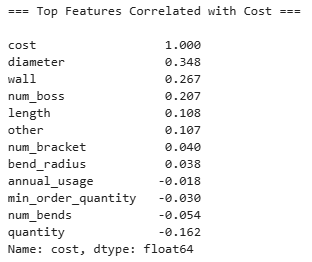 === Top Features Correlated with Cost ===
cost 1.000
diameter 0.348
wall 0.267
num_boss 0.207
length 0.108
other 0.107
num_bracket 0.040
bend_radius 0.038
annual_usage -0.018
min_order_quantity -0.030
num_bends -0.054
quantity -0.162
Name: cost, dtype: float64